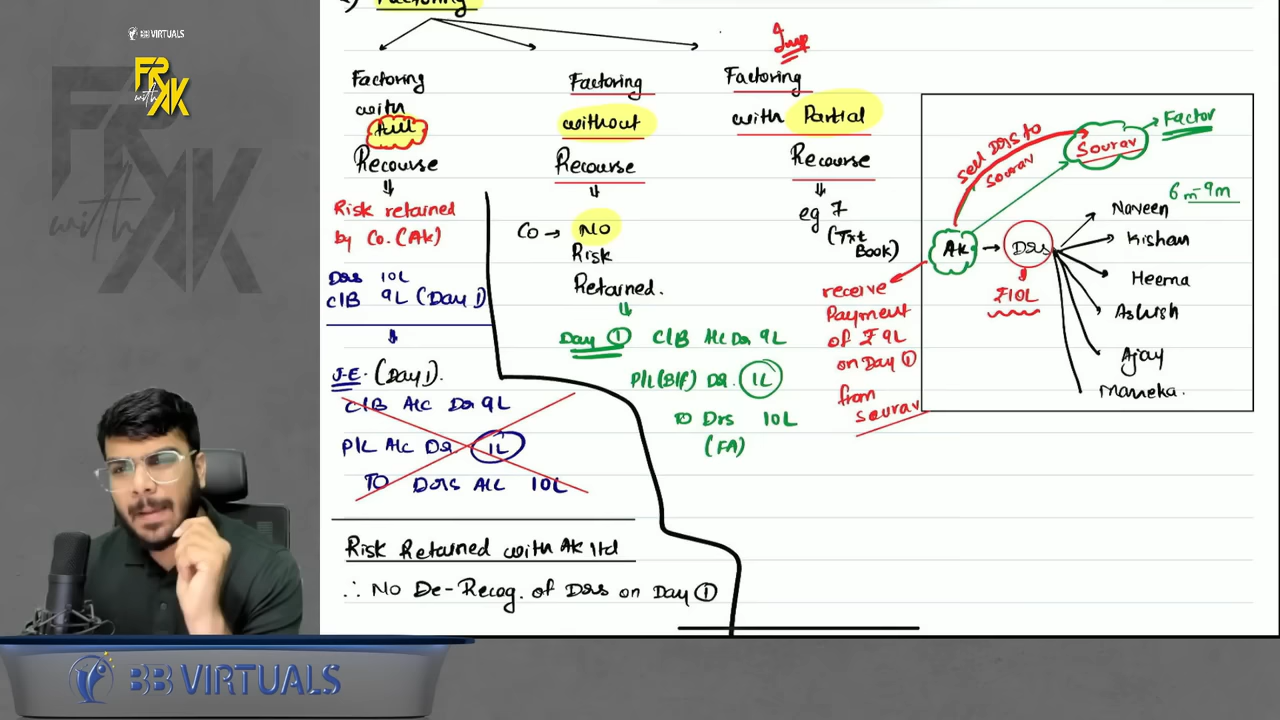 BB VIRTUALS
FR
with
AK
Factoring
Factoring
with
full
Recourse
⇓
Risk retained
by Co. (Ak)
Drs 10L
C/B 9L (Day 1)
J.E. (Day 1).
C/B A/c Dr 9L
P/L A/c Dr. 1L
To Drs A/c 10L
Risk Retained with Ak ltd
∴ No De-Recog. of Drs on Day ①
Factoring
without
Recourse
⇓
Co → NO
Risk
Retained.
⇓
Day ① C/B A/c Dr 9L
P/L (B/f) Dr. 1L
To Drs 10L
(FA)
Imp
Factoring
with Partial
Recourse
⇓
eg 7
(Txt
Book)
receive
Payment
of ₹ 9L
on Day ①
from
Sourav
sell Drs to
Sourav
Sourav
Factor
6m-9m
Ak → Drs
₹10L
Naveen
Kishan
Heema
Ashish
Ajay
Maneka.
FR
with
AK
BB VIRTUALS